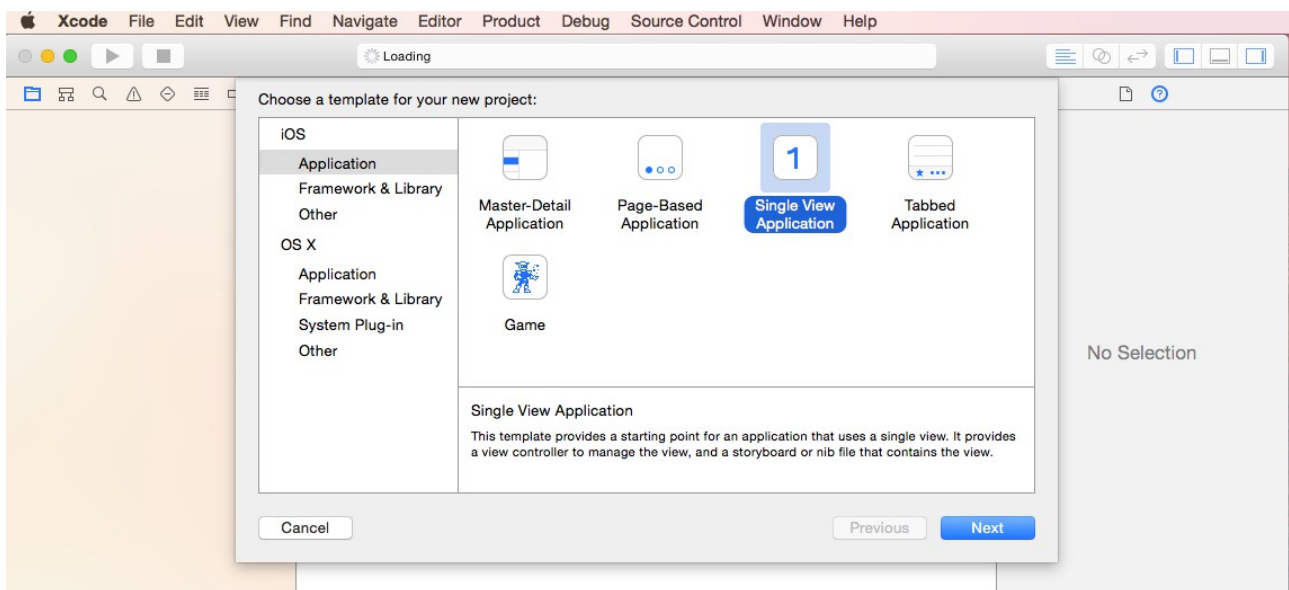 Xcode File Edit View Find Navigate Editor Product Debug Source Control Window Help
Loading
Choose a template for your new project:
iOS
Application
Framework & Library
Other
OS X
Application
Framework & Library
System Plug-in
Other
Master-Detail
Application
Page-Based
Application
1
Single View
Application
Tabbed
Application
Game
Single View Application
This template provides a starting point for an application that uses a single view. It provides
a view controller to manage the view, and a storyboard or nib file that contains the view.
Cancel
Previous
Next
No Selection